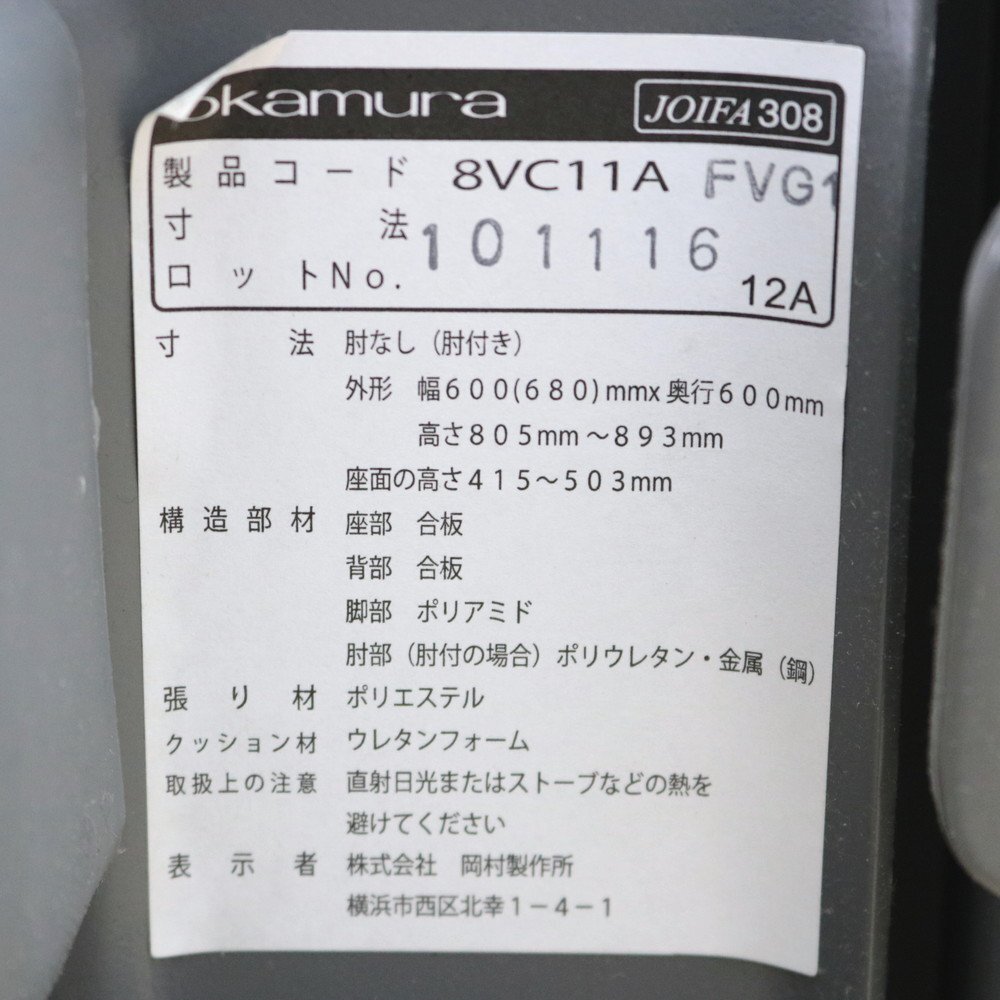 okamura JOIFA 308
製品コード 8VC11A FVG1
寸法
101116
ロットNo. 12A
寸法 肘なし（肘付き）
外形 幅６００(６８０)mmx奥行６００mm
高さ８０５mm～８９３mm
座面の高さ４１５～５０３mm
構造部材 座部 合板
背部 合板
脚部 ポリアミド
肘部（肘付の場合）ポリウレタン・金属（鋼）
張り材 ポリエステル
クッション材 ウレタンフォーム
取扱上の注意 直射日光またはストーブなどの熱を
避けてください
表示者 株式会社 岡村製作所
横浜市西区北幸１－４－１